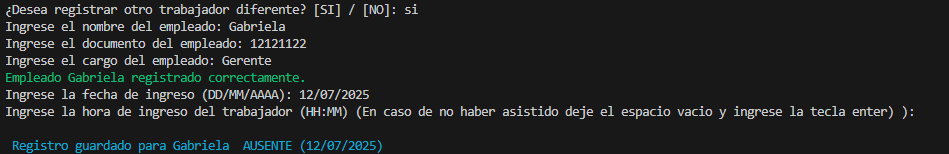 ¿Desea registrar otro trabajador diferente? [SI] / [NO]: si
Ingrese el nombre del empleado: Gabriela
Ingrese el documento del empleado: 12121122
Ingrese el cargo del empleado: Gerente
Empleado Gabriela registrado correctamente.
Ingrese la fecha de ingreso (DD/MM/AAAA): 12/07/2025
Ingrese la hora de ingreso del trabajador (HH:MM) (En caso de no haber asistido deje el espacio vacio y ingrese la tecla enter) ):
Registro guardado para Gabriela  AUSENTE (12/07/2025)